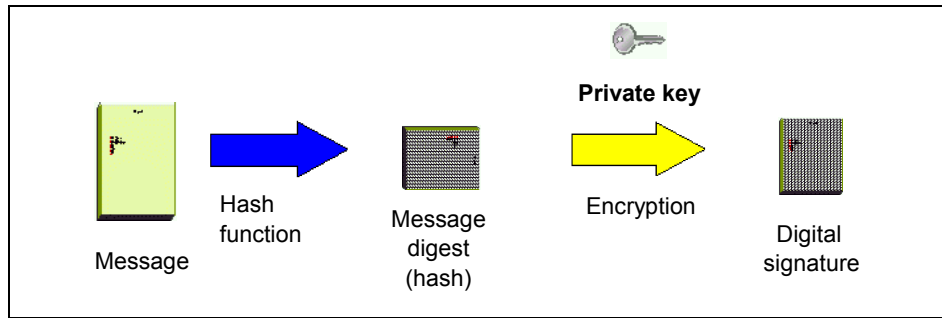 Private key
Hash
function
Encryption
Message
Message
digest
(hash)
Digital
signature